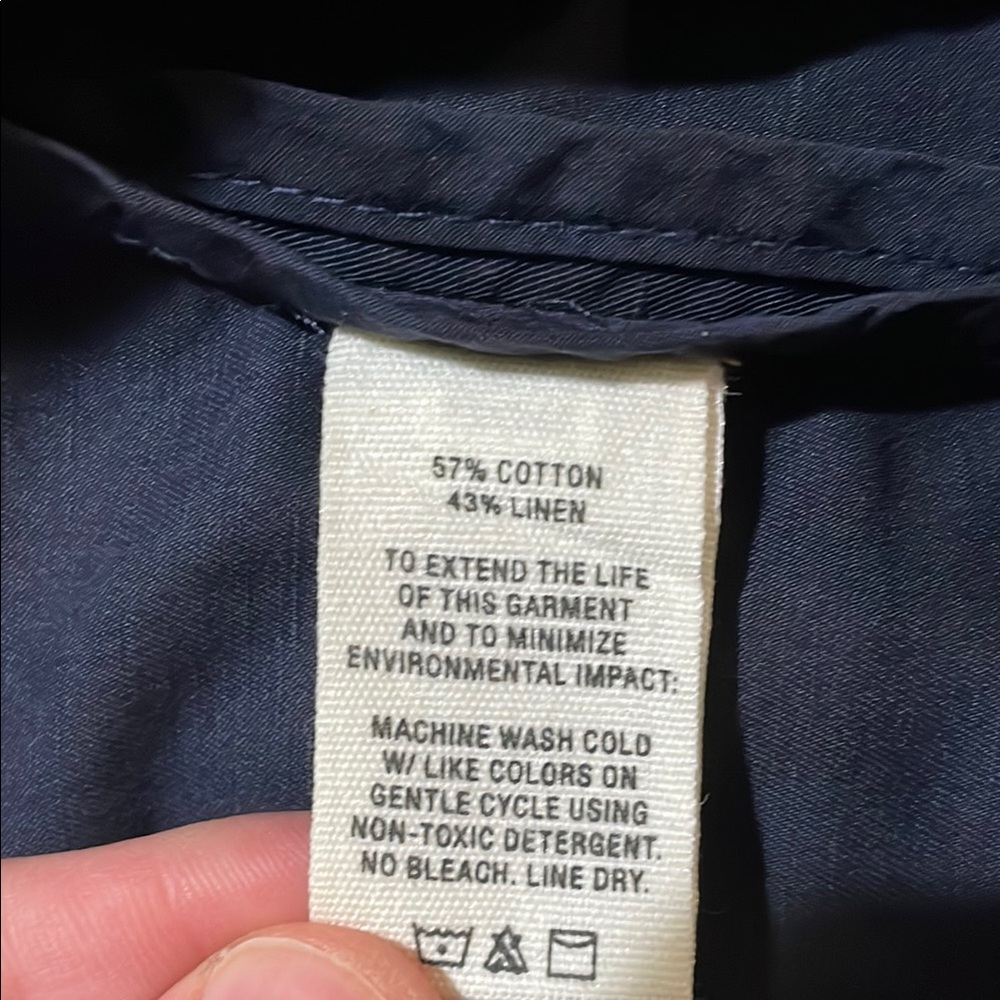 57% COTTON
43% LINEN
TO EXTEND THE LIFE
OF THIS GARMENT
AND TO MINIMIZE
ENVIRONMENTAL IMPACT:
MACHINE WASH COLD
W/ LIKE COLORS ON
GENTLE CYCLE USING
NON-TOXIC DETERGENT.
NO BLEACH. LINE DRY.